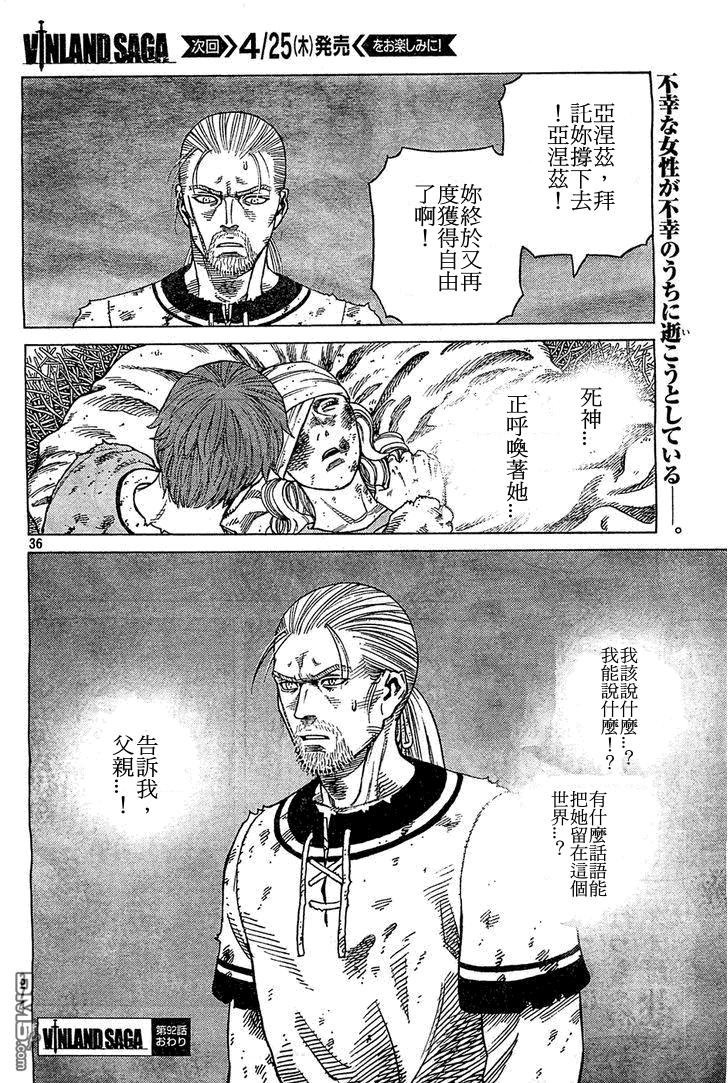 VINLAND SAGA
次回 4/25(木)発売 をお楽しみに!
不幸な女性が不幸のうちに逝こうとしている――。
い
亞涅茲，拜
託妳撐下去
！亞涅茲！
妳終於又再
度獲得自由
了啊！
死神…
正呼喚著她…
36
我該說什麼…？
我能說什麼！？
有什麼話語能
把她留在這個
世界…？
告訴我，
父親…！
VINLAND SAGA
第92話
おわり